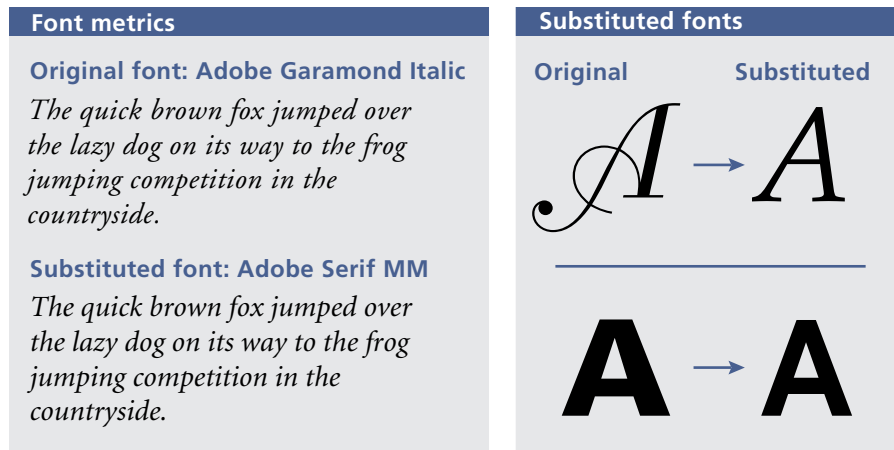 Font metrics
Original font: Adobe Garamond Italic
The quick brown fox jumped over
the lazy dog on its way to the frog
jumping competition in the
countryside.
Substituted font: Adobe Serif MM
The quick brown fox jumped over
the lazy dog on its way to the frog
jumping competition in the
countryside.
Substituted fonts
Original Substituted
A A
A A